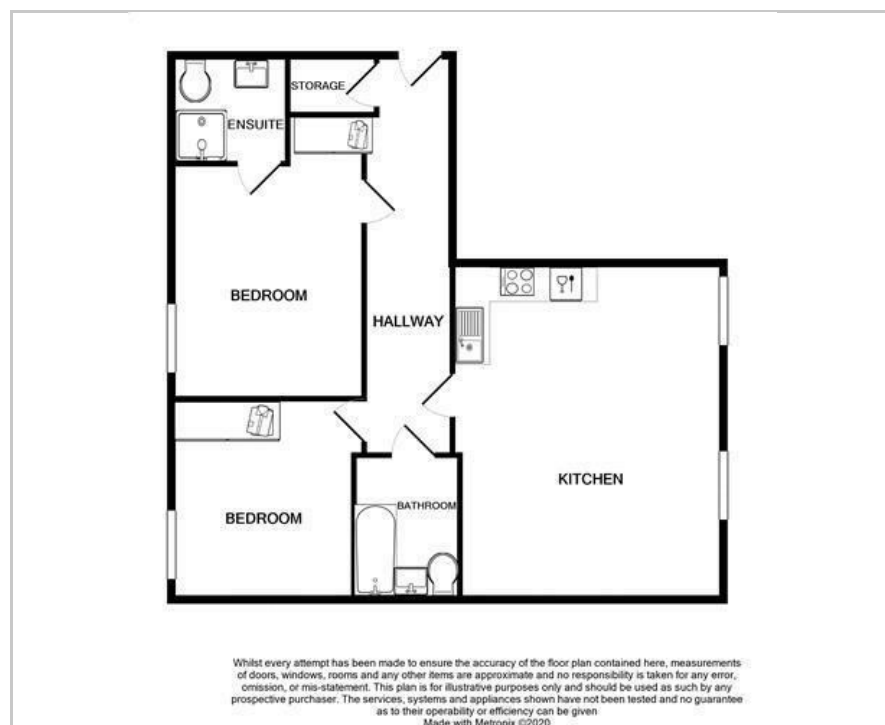 STORAGE
ENSUITE
BEDROOM
HALLWAY
KITCHEN
BATHROOM
BEDROOM
Whilst every attempt has been made to ensure the accuracy of the floor plan contained here, measurements
of doors, windows, rooms and any other items are approximate and no responsibility is taken for any error,
omission, or mis-statement. This plan is for illustrative purposes only and should be used as such by any
prospective purchaser. The services, systems and appliances shown have not been tested and no guarantee
as to their operability or efficiency can be given
Made with Metropix ©2020